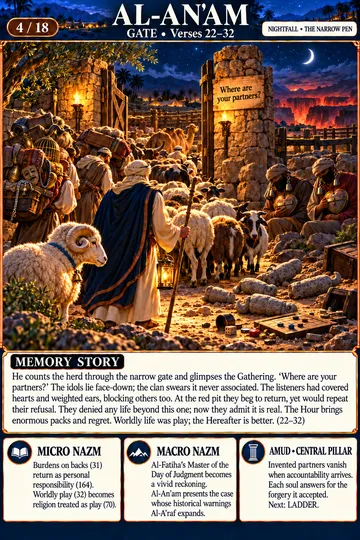 AL-AN'AM
4 / 18
GATE • Verses 22–32
NIGHTFALL • THE NARROW PEN
Where are
your partners?
MEMORY STORY
He counts the herd through the narrow gate and glimpses the Gathering. ‘Where are your
partners?’ The idols lie face-down; the clan swears it never associated. The listeners had covered
hearts and weighted ears, blocking others too. At the red pit they beg to return, yet would repeat
their refusal. They denied any life beyond this one; now they admit it is real. The Hour brings
enormous packs and regret. Worldly life was play; the Hereafter is better. (22–32)
MICRO NAZM
Burdens on backs (31)
return as personal
responsibility (164).
Worldly play (32) becomes
religion treated as play (70).
MACRO NAZM
Al-Fatiha's Master of the
Day of Judgment becomes
a vivid reckoning.
Al-An'am presents the case
whose historical warnings
Al-A'raf expands.
AMUD • CENTRAL PILLAR
Invented partners vanish
when accountability arrives.
Each soul answers for the
forgery it accepted.
Next: LADDER.